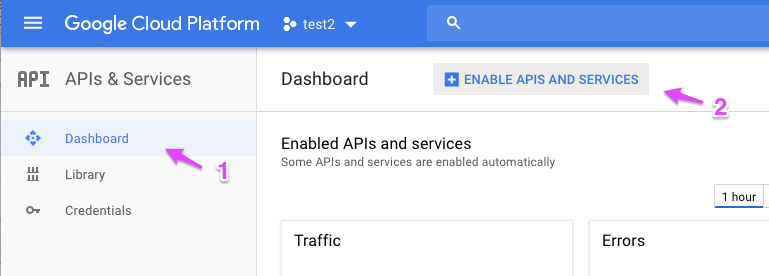 Google Cloud Platform
test2
API APIs & Services
Dashboard
ENABLE APIS AND SERVICES
2
Dashboard
1
Library
Credentials
Enabled APIs and services
Some APIs and services are enabled automatically
1 hour
Traffic
Errors